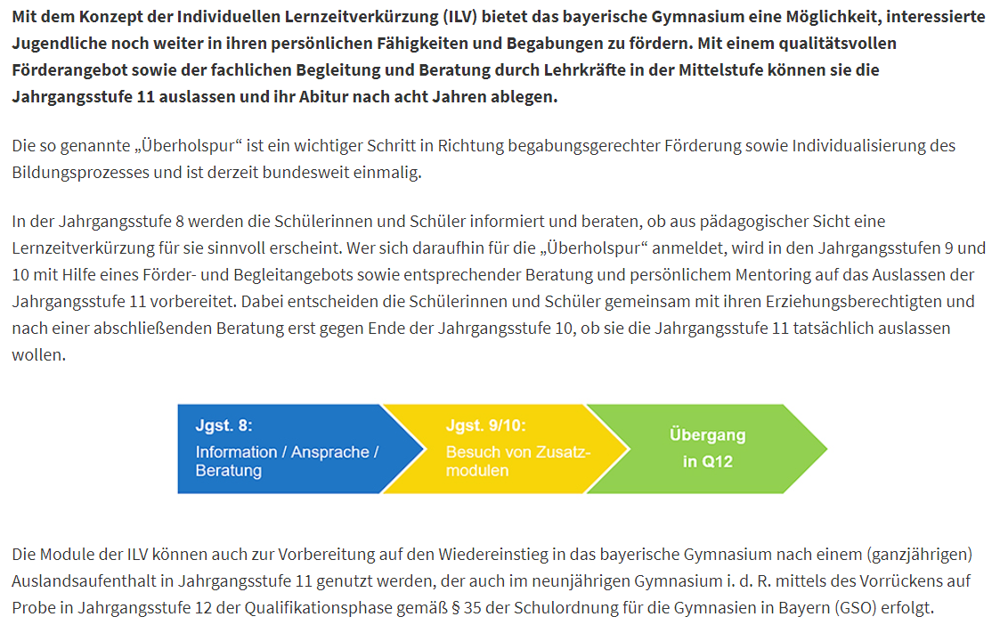 Mit dem Konzept der Individuellen Lernzeitverkürzung (ILV) bietet das bayerische Gymnasium eine Möglichkeit, interessierte
Jugendliche noch weiter in ihren persönlichen Fähigkeiten und Begabungen zu fördern. Mit einem qualitätsvollen
Förderangebot sowie der fachlichen Begleitung und Beratung durch Lehrkräfte in der Mittelstufe können sie die
Jahrgangsstufe 11 auslassen und ihr Abitur nach acht Jahren ablegen.
Die so genannte „Überholspur“ ist ein wichtiger Schritt in Richtung begabungsgerechter Förderung sowie Individualisierung des
Bildungsprozesses und ist derzeit bundesweit einmalig.
In der Jahrgangsstufe 8 werden die Schülerinnen und Schüler informiert und beraten, ob aus pädagogischer Sicht eine
Lernzeitverkürzung für sie sinnvoll erscheint. Wer sich daraufhin für die „Überholspur“ anmeldet, wird in den Jahrgangsstufen 9 und
10 mit Hilfe eines Förder- und Begleitangebots sowie entsprechender Beratung und persönlichem Mentoring auf das Auslassen der
Jahrgangsstufe 11 vorbereitet. Dabei entscheiden die Schülerinnen und Schüler gemeinsam mit ihren Erziehungsberechtigten und
nach einer abschließenden Beratung erst gegen Ende der Jahrgangsstufe 10, ob sie die Jahrgangsstufe 11 tatsächlich auslassen
wollen.
Jgst. 8:
Information / Ansprache /
Beratung
Jgst. 9/10:
Besuch von Zusatz-
modulen
Übergang
in Q12
Die Module der ILV können auch zur Vorbereitung auf den Wiedereinstieg in das bayerische Gymnasium nach einem (ganzjährigen)
Auslandsaufenthalt in Jahrgangsstufe 11 genutzt werden, der auch im neunjährigen Gymnasium i. d. R. mittels des Vorrückens auf
Probe in Jahrgangsstufe 12 der Qualifikationsphase gemäß § 35 der Schulordnung für die Gymnasien in Bayern (GSO) erfolgt.